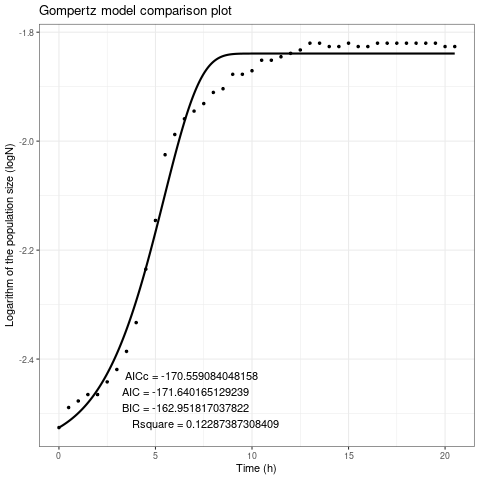 Gompertz model comparison plot
Logarithm of the population size (logN)
-1.8
-2.0
-2.2
-2.4
AICc = -170.559084048158
AIC = -171.640165129239
BIC = -162.951817037822
Rsquare = 0.12287387308409
0
5
10
15
20
Time (h)